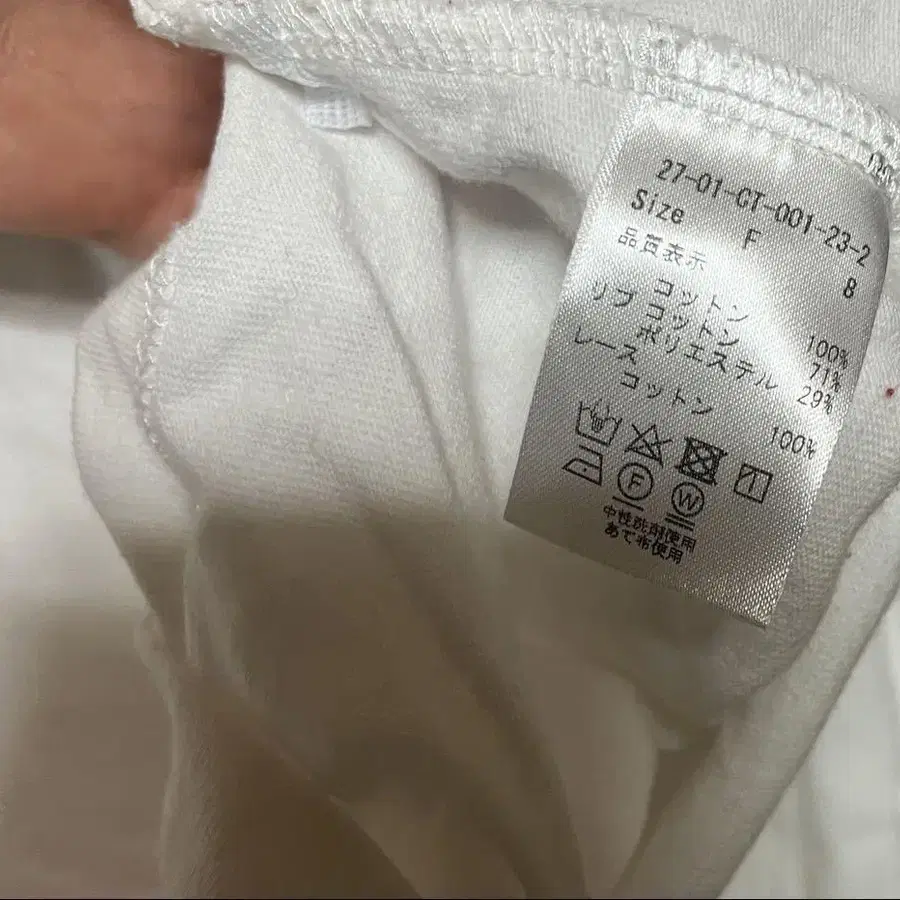 27-01-CT-001-23-2
Size F 8
品質表示
コットン 100%
リブ コットン 71%
ポリエステル 29%
レース
コットン 100%
F W
中性洗剤使用
あて布使用